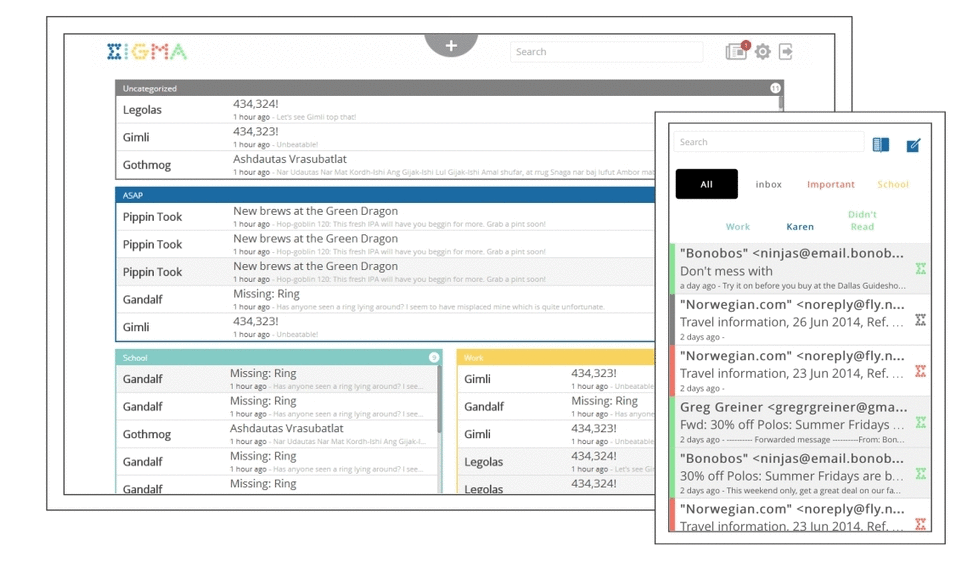 ΣIGMA
+
Search
1
Uncategorized
11
Legolas
434,324!
1 hour ago - Let's see Gimli top that!
Gimli
434,323!
1 hour ago - Unbeatable!
Gothmog
Ashdautas Vrasubatlat
1 hour ago - Nar Udautas Nar Mat Kordh-Ishi Ang Gijak-Ishi Lul Gijak-Ishi Amal shufar, at mug Snaga nar baj lufut Ambor
ASAP
Pippin Took
New brews at the Green Dragon
1 hour ago - Hop-goblin 120: This fresh IPA will have you beggin for more. Grab a pint soon!
Pippin Took
New brews at the Green Dragon
1 hour ago - Hop-goblin 120: This fresh IPA will have you beggin for more. Grab a pint soon!
Pippin Took
New brews at the Green Dragon
1 hour ago - Hop-goblin 120: This fresh IPA will have you beggin for more. Grab a pint soon!
Gandalf
Missing: Ring
1 hour ago - Has anyone seen a ring lying around? I seem to have misplaced mine which is quite unfortunate.
Gimli
434,323!
1 hour ago - Unbeatable!
School
Gandalf
Missing: Ring
1 hour ago - Has anyone seen a ring lying around? I see...
Gandalf
Missing: Ring
1 hour ago - Has anyone seen a ring lying around? I see...
Gothmog
Ashdautas Vrasubatlat
1 hour ago - Nar Udautas Nar Mat Kordh-Ishi Ang Gijak-I...
Gandalf
Missing: Ring
1 hour ago - Has anyone seen a ring lying around? I see...
Gandalf
Missing: Ring
Work
Gimli
434,323!
1 hour ago - Unbeatable
Gandalf
Missing: Ring
1 hour ago - Has anyone
Gimli
434,323!
1 hour ago - Unbeatable
Legolas
434,324!
1 hour ago - Let's see Gi
Legolas
434,324!
Search
All
inbox
Important
School
Work
Karen
Didn't
Read
"Bonobos" <ninjas@email.bonob...
Don't mess with
a day ago - Try it on before you buy at the Dallas Guidesho...
"Norwegian.com" <noreply@fly.n...
Travel information, 26 Jun 2014, Ref. ...
2 days ago -
"Norwegian.com" <noreply@fly.n...
Travel information, 23 Jun 2014, Ref. ...
2 days ago -
Greg Greiner <gregrgreiner@gma...
Fwd: 30% off Polos: Summer Fridays ...
2 days ago - ---------- Forwarded message ----------From: Bon...
"Bonobos" <ninjas@email.bonob...
30% off Polos: Summer Fridays are b...
2 days ago - This weekend only, get a great deal on our fa...
"Norwegian.com" <noreply@fly.n...
Travel information, 23 Jun 2014, Ref. ...